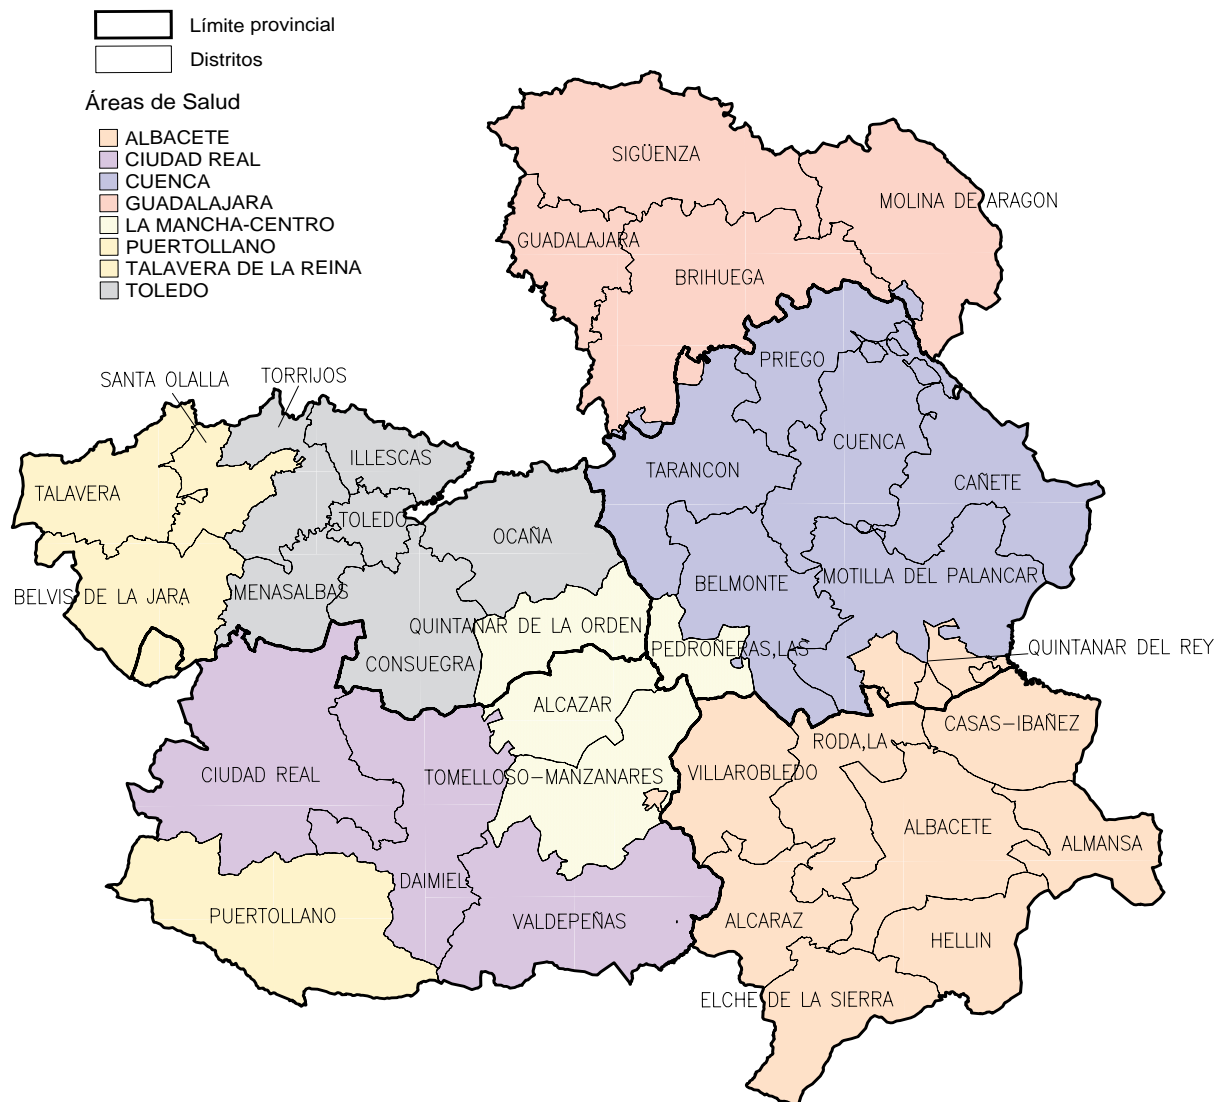 Límite provincial
Distritos
Áreas de Salud
ALBACETE
CIUDAD REAL
CUENCA
GUADALAJARA
LA MANCHA-CENTRO
PUERTOLLANO
TALAVERA DE LA REINA
TOLEDO
SIGÜENZA
MOLINA DE ARAGON
GUADALAJARA
BRIHUEGA
PRIEGO
SANTA OLALLA
TORRIJOS
CUENCA
ILLESCAS
TARANCON
CAÑETE
TALAVERA
TOLEDO
OCAÑA
BELMONTE
MOTILLA DEL PALANCAR
BELVIS DE LA JARA
MENASALBAS
QUINTANAR DE LA ORDEN
PEDROÑERAS,LAS
QUINTANAR DEL REY
CONSUEGRA
ALCAZAR
CASAS-IBAÑEZ
RODA,LA
CIUDAD REAL
TOMELLOSO-MANZANARES
VILLAROBLEDO
ALBACETE
ALMANSA
DAIMIEL
PUERTOLLANO
VALDEPEÑAS
ALCARAZ
HELLIN
ELCHE DE LA SIERRA